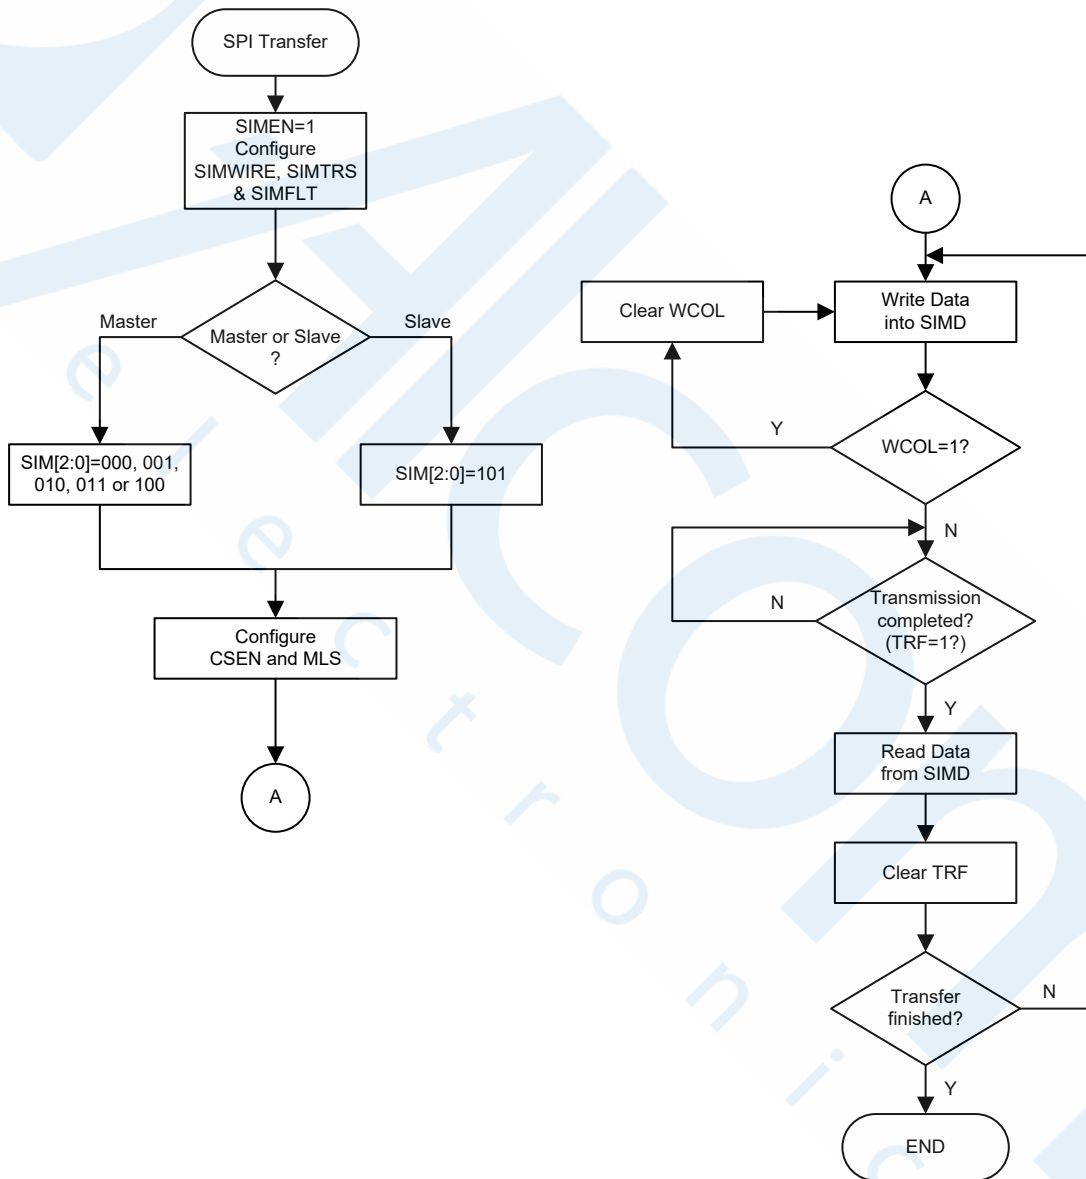 SPI Transfer
SIMEN=1
Configure
SIMWIRE, SIMTRS
& SIMFLT
Master
Master or Slave
?
Slave
SIM[2:0]=000, 001,
010, 011 or 100
SIM[2:0]=101
Configure
CSEN and MLS
A
A
Clear WCOL
Write Data
into SIMD
Y
WCOL=1?
N
N
Transmission
completed?
(TRF=1?)
Y
Read Data
from SIMD
Clear TRF
Transfer
finished?
N
Y
END
electronic